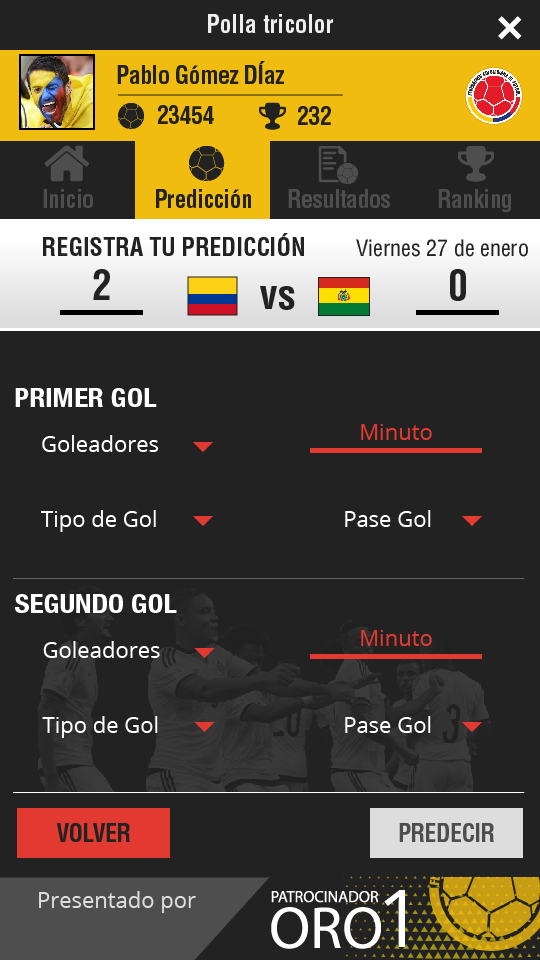 Polla tricolor
Pablo Gómez DÍaz
23454 232
Inicio Predicción Resultados Ranking
REGISTRA TU PREDICCIÓN Viernes 27 de enero
2 vs 0
PRIMER GOL
Goleadores Minuto
Tipo de Gol Pase Gol
SEGUNDO GOL
Goleadores Minuto
Tipo de Gol Pase Gol
VOLVER PREDECIR
Presentado por PATROCINADOR
ORO1